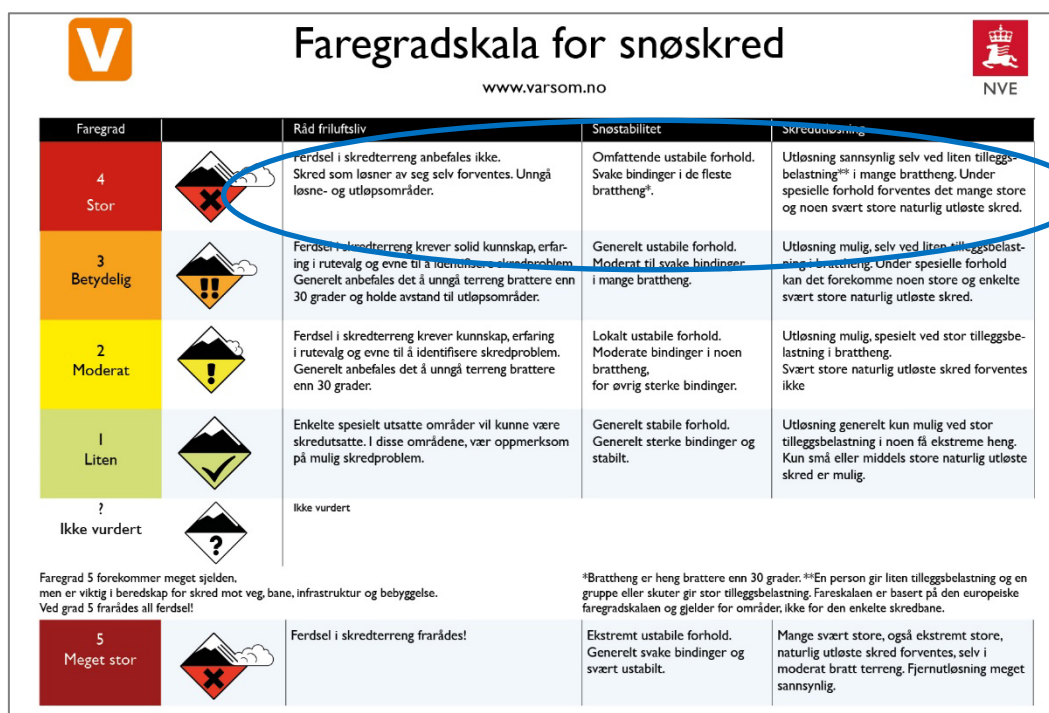 V
Faregradskala for snøskred
www.varsom.no
NVE
Faregrad
Råd friluftsliv
Snøstabilitet
Skredutløsning
4
Stor
Ferdsel i skredterreng anbefales ikke.
Skred som løsner av seg selv forventes. Unngå
løsne- og utløpsområder.
Omfattende ustabile forhold.
Svake bindinger i de fleste
brattheng*.
Utløsning sannsynlig selv ved liten tilleggs-
belastning** i mange brattheng. Under
spesielle forhold forventes det mange store
og noen svært store naturlig utløste skred.
3
Betydelig
Ferdsel i skredterreng krever solid kunnskap, erfar-
ing i rutevalg og evne til å identifisere skredproblem.
Generelt anbefales det å unngå terreng brattere enn
30 grader og holde avstand til utløpsområder.
Generelt ustabile forhold.
Moderat til svake bindinger
i mange brattheng.
Utløsning mulig, selv ved liten tilleggsbelast-
ning i brattheng. Under spesielle forhold
kan det forekomme noen store og enkelte
svært store naturlig utløste skred.
2
Moderat
Ferdsel i skredterreng krever kunnskap, erfaring
i rutevalg og evne til å identifisere skredproblem.
Generelt anbefales det å unngå terreng brattere
enn 30 grader.
Lokalt ustabile forhold.
Moderate bindinger i noen
brattheng,
for øvrig sterke bindinger.
Utløsning mulig, spesielt ved stor tilleggsbe-
lastning i brattheng.
Svært store naturlig utløste skred forventes
ikke
1
Liten
Enkelte spesielt utsatte områder vil kunne være
skredutsatte. I disse områdene, vær oppmerksom
på mulig skredproblem.
Generelt stabile forhold.
Generelt sterke bindinger og
stabilt.
Utløsning generelt kun mulig ved stor
tilleggsbelastning i noen få ekstreme heng.
Kun små eller middels store naturlig utløste
skred er mulig.
?
Ikke vurdert
?
Ikke vurdert
Faregrad 5 forekommer meget sjelden,
men er viktig i beredskap for skred mot veg, bane, infrastruktur og bebyggelse.
Ved grad 5 frarådes all ferdsel!
*Brattheng er heng brattere enn 30 grader. **En person gir liten tilleggsbelastning og en
gruppe eller skuter gir stor tilleggsbelastning. Fareskalaen er basert på den europeiske
faregradskalaen og gjelder for områder, ikke for den enkelte skredbane.
5
Meget stor
Ferdsel i skredterreng frarådes!
Ekstremt ustabile forhold.
Generelt svake bindinger og
svært ustabilt.
Mange svært store, også ekstremt store,
naturlig utløste skred forventes, selv i
moderat bratt terreng. Fjernutløsning meget
sannsynlig.